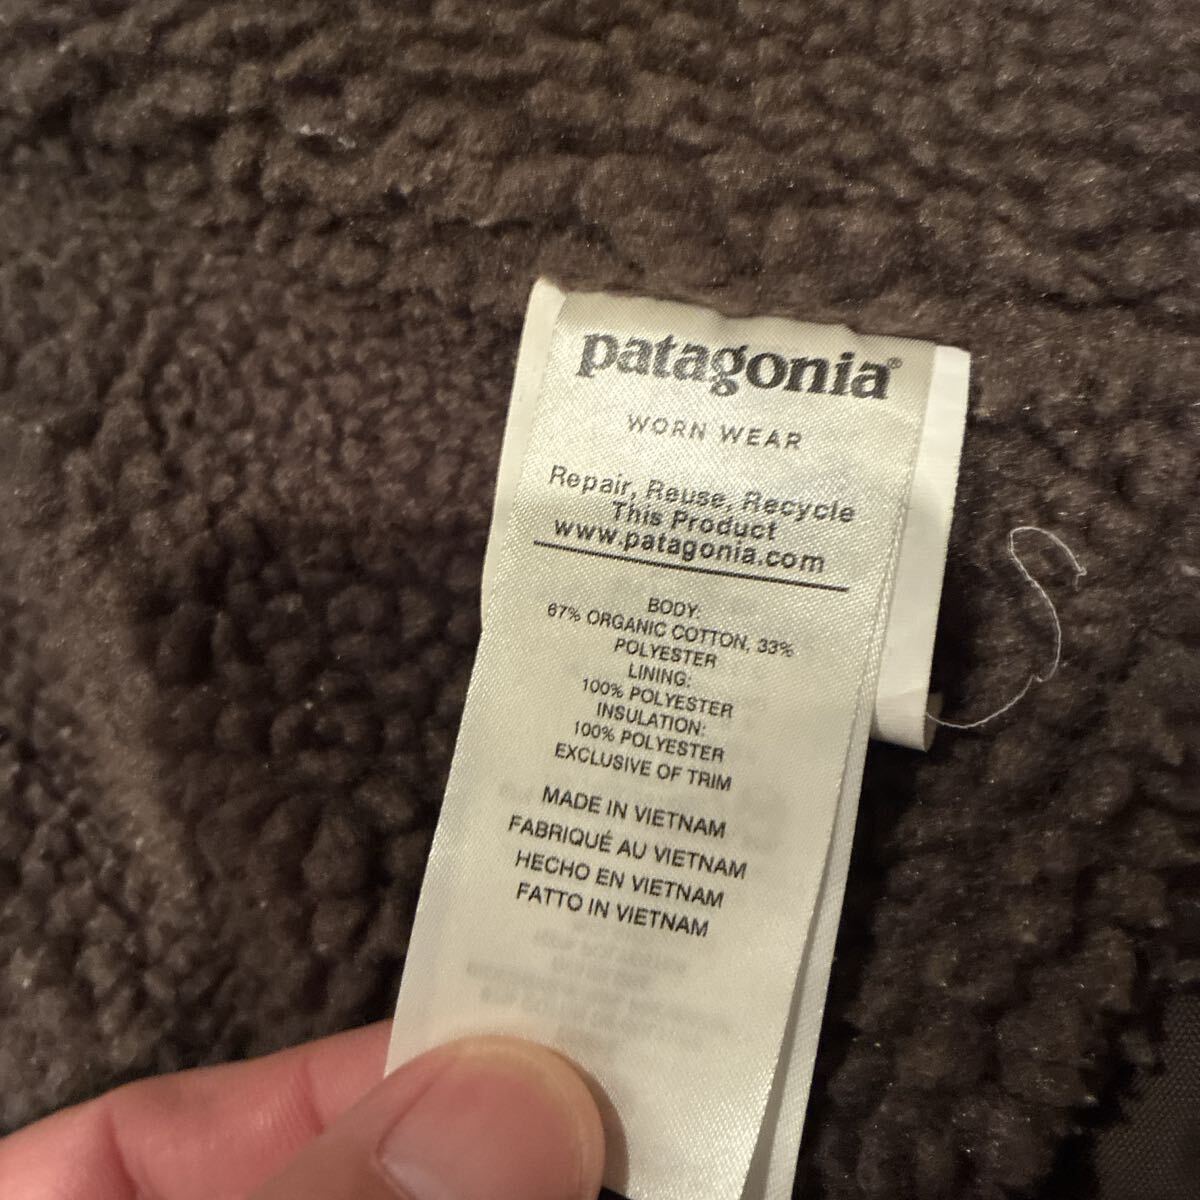 patagonia®
WORN WEAR
Repair, Reuse, Recycle
This Product
www.patagonia.com
BODY:
67% ORGANIC COTTON, 33%
POLYESTER
LINING:
100% POLYESTER
INSULATION:
100% POLYESTER
EXCLUSIVE OF TRIM
MADE IN VIETNAM
FABRIQUÉ AU VIETNAM
HECHO EN VIETNAM
FATTO IN VIETNAM